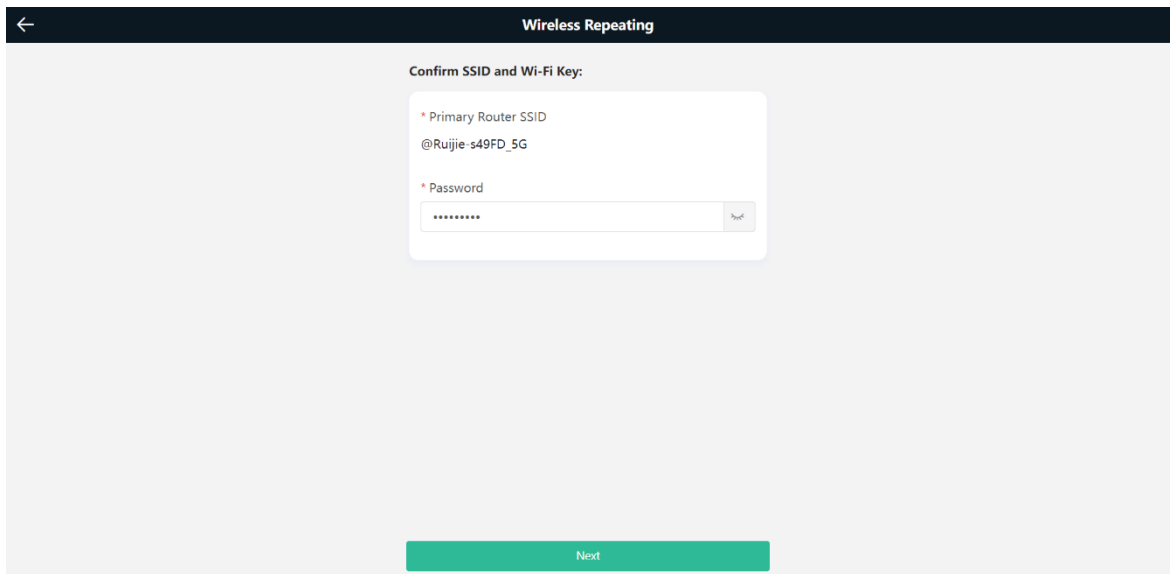 Wireless Repeating
Confirm SSID and Wi-Fi Key:
* Primary Router SSID
@Ruijie-s49FD_5G
* Password
•••••••••
Next